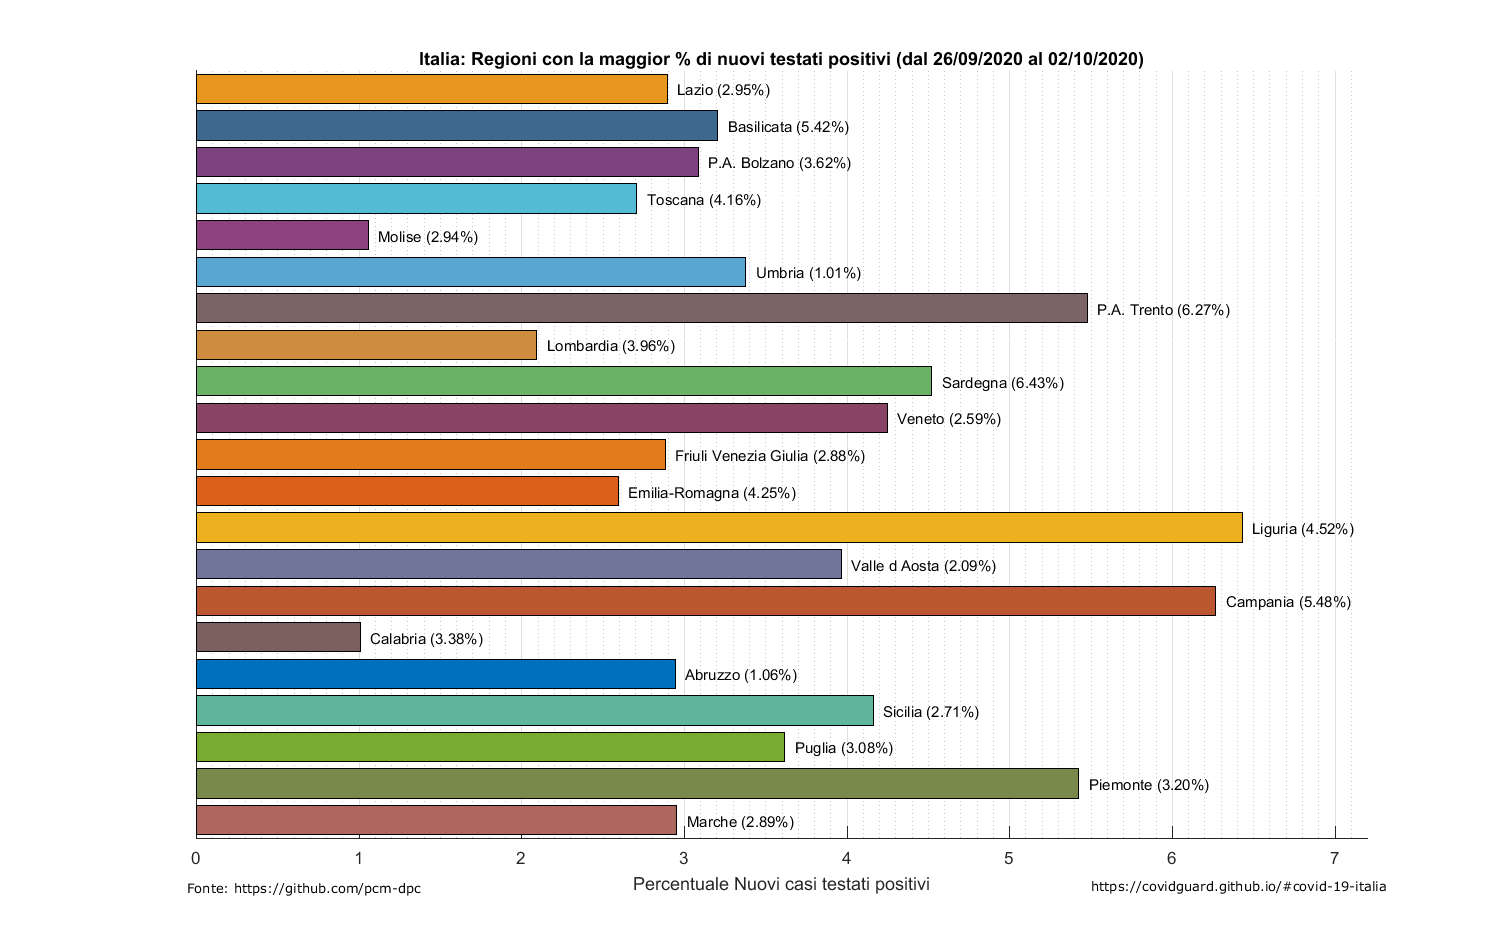 Italia: Regioni con la maggior % di nuovi testati positivi (dal 26/09/2020 al 02/10/2020)
Lazio (2.95%)
Basilicata (5.42%)
P.A. Bolzano (3.62%)
Toscana (4.16%)
Molise (2.94%)
Umbria (1.01%)
P.A. Trento (6.27%)
Lombardia (3.96%)
Sardegna (6.43%)
Veneto (2.59%)
Friuli Venezia Giulia (2.88%)
Emilia-Romagna (4.25%)
Liguria (4.52%)
Valle d Aosta (2.09%)
Campania (5.48%)
Calabria (3.38%)
Abruzzo (1.06%)
Sicilia (2.71%)
Puglia (3.08%)
Piemonte (3.20%)
Marche (2.89%)
0 1 2 3 4 5 6 7
Percentuale Nuovi casi testati positivi
Fonte: https://github.com/pcm-dpc
https://covidguard.github.io/#covid-19-italia